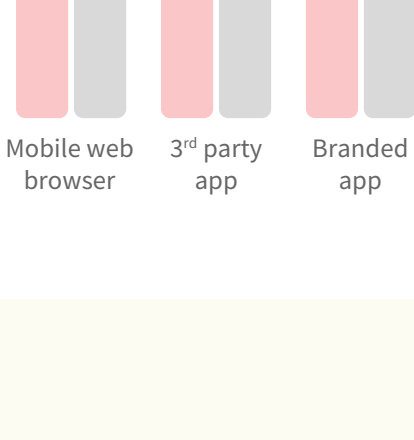 Mobile web
browser
3rd party
app
Branded
app